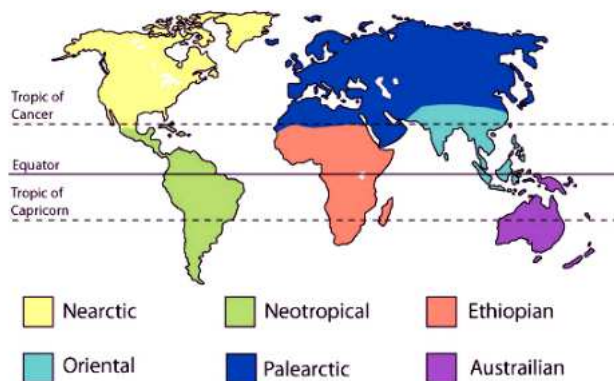 Tropic of
Cancer
Equator
Tropic of
Capricorn
Nearctic
Neotropical
Ethiopian
Oriental
Palearctic
Austrailian